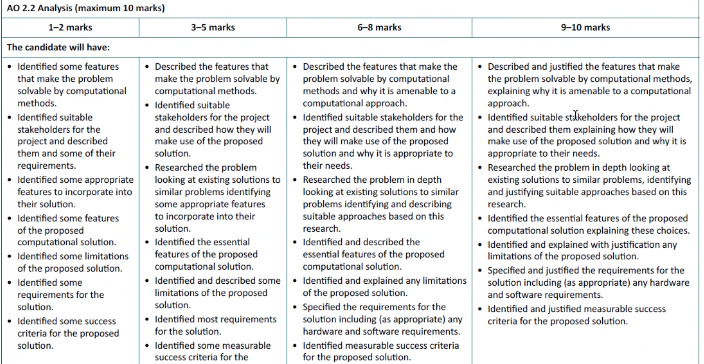 AO 2.2 Analysis (maximum 10 marks)
1–2 marks
3–5 marks
6–8 marks
9–10 marks
The candidate will have:
• Identified some features
that make the problem
solvable by computational
methods.
• Identified suitable
stakeholders for the
project and described
them and some of their
requirements.
• Identified some appropriate
features to incorporate into
their solution.
• Identified some features
of the proposed
computational solution.
• Identified some limitations
of the proposed solution.
• Identified some
requirements for the
solution.
• Identified some success
criteria for the proposed
solution.
• Described the features that
make the problem solvable by
computational methods.
• Identified suitable
stakeholders for the project
and described how they will
make use of the proposed
solution.
• Researched the problem
looking at existing solutions to
similar problems identifying
some appropriate features
to incorporate into their
solution.
• Identified the essential
features of the proposed
computational solution.
• Identified and described some
limitations of the proposed
solution.
• Identified most requirements
for the solution.
• Identified some measurable
success criteria for the
• Described the features that make the
problem solvable by computational
methods and why it is amenable to a
computational approach.
• Identified suitable stakeholders for the
project and described them and how
they will make use of the proposed
solution and why it is appropriate to
their needs.
• Researched the problem in depth
looking at existing solutions to similar
problems identifying and describing
suitable approaches based on this
research.
• Identified and described the
essential features of the proposed
computational solution.
• Identified and explained any limitations
of the proposed solution.
• Specified the requirements for the
solution including (as appropriate) any
hardware and software requirements.
• Identified measurable success criteria
for the proposed solution.
• Described and justified the features that make
the problem solvable by computational methods,
explaining why it is amenable to a computational
approach.
• Identified suitable stakeholders for the project
and described them explaining how they will
make use of the proposed solution and why it is
appropriate to their needs.
• Researched the problem in depth looking at
existing solutions to similar problems, identifying
and justifying suitable approaches based on this
research.
• Identified the essential features of the proposed
computational solution explaining these choices.
• Identified and explained with justification any
limitations of the proposed solution.
• Specified and justified the requirements for the
solution including (as appropriate) any hardware
and software requirements.
• Identified and justified measurable success
criteria for the proposed solution.